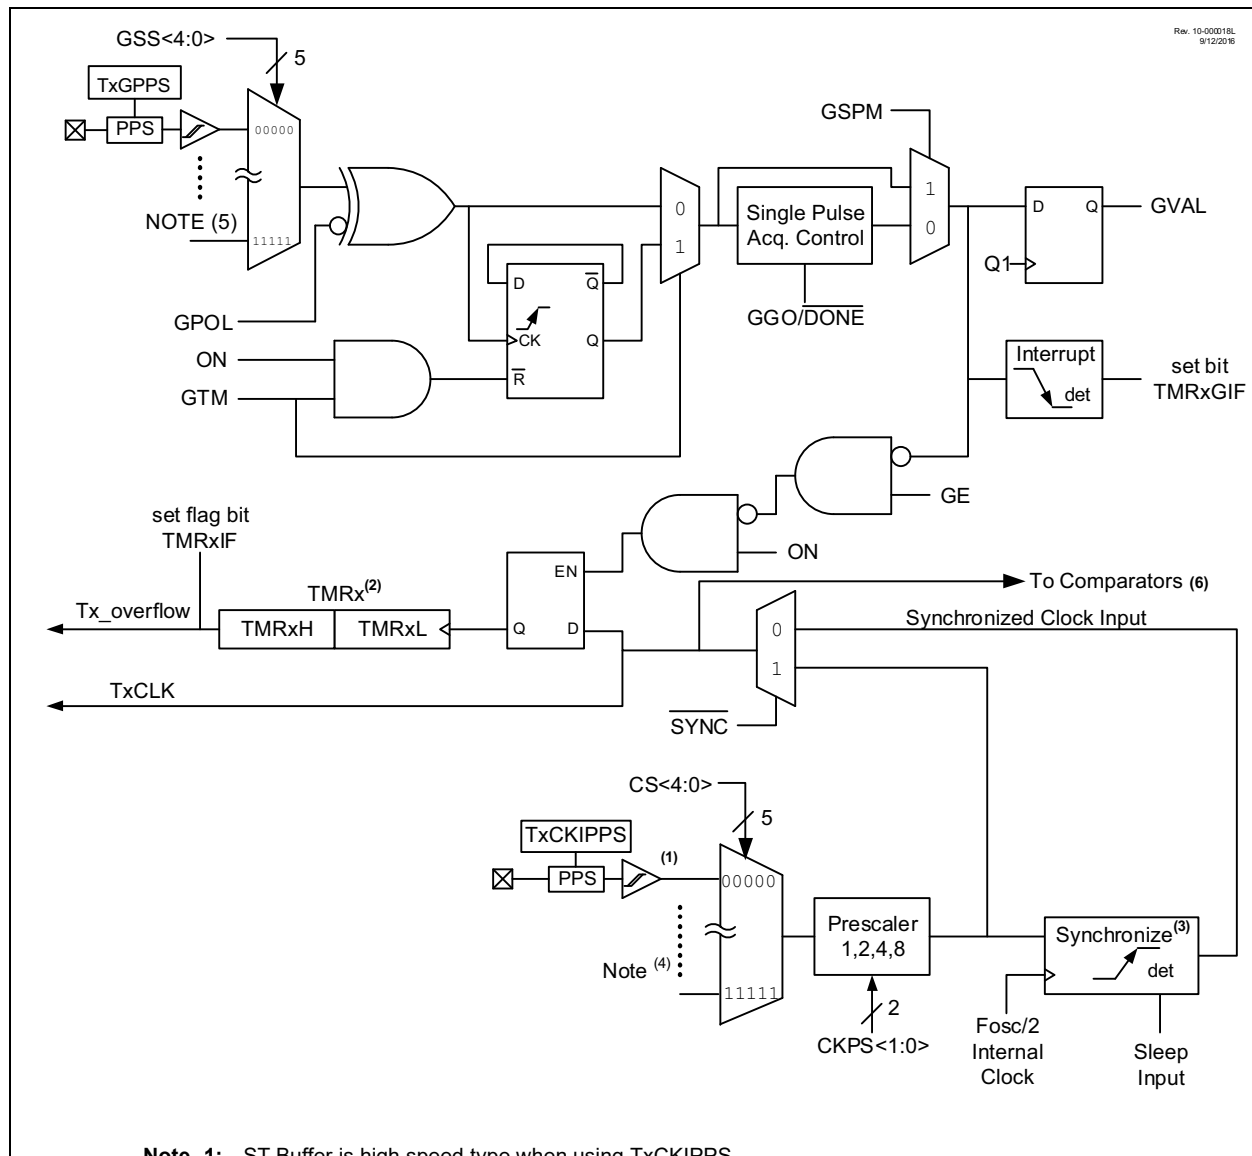 Rev. 10-000018L
9/12/2016
GSS<4:0>
5
TxGPPS
PPS
00000
NOTE (5)
11111
GPOL
ON
GTM
D
Q
CK
Q
R
0
1
Single Pulse
Acq. Control
GGO/DONE
GSPM
1
0
D
Q
GVAL
Q1
Interrupt
det
set bit
TMRxGIF
GE
ON
set flag bit
TMRxIF
Tx_overflow
TMRx(2)
TMRxH
TMRxL
EN
Q
D
TxCLK
To Comparators (6)
0
1
Synchronized Clock Input
SYNC
CS<4:0>
5
TxCKIPPS
PPS
(1)
00000
Note (4)
11111
Prescaler
1,2,4,8
2
CKPS<1:0>
Synchronize(3)
det
Fosc/2
Internal
Clock
Sleep
Input
Note 1: ST Buffer is high speed type when using TxCKIPPS